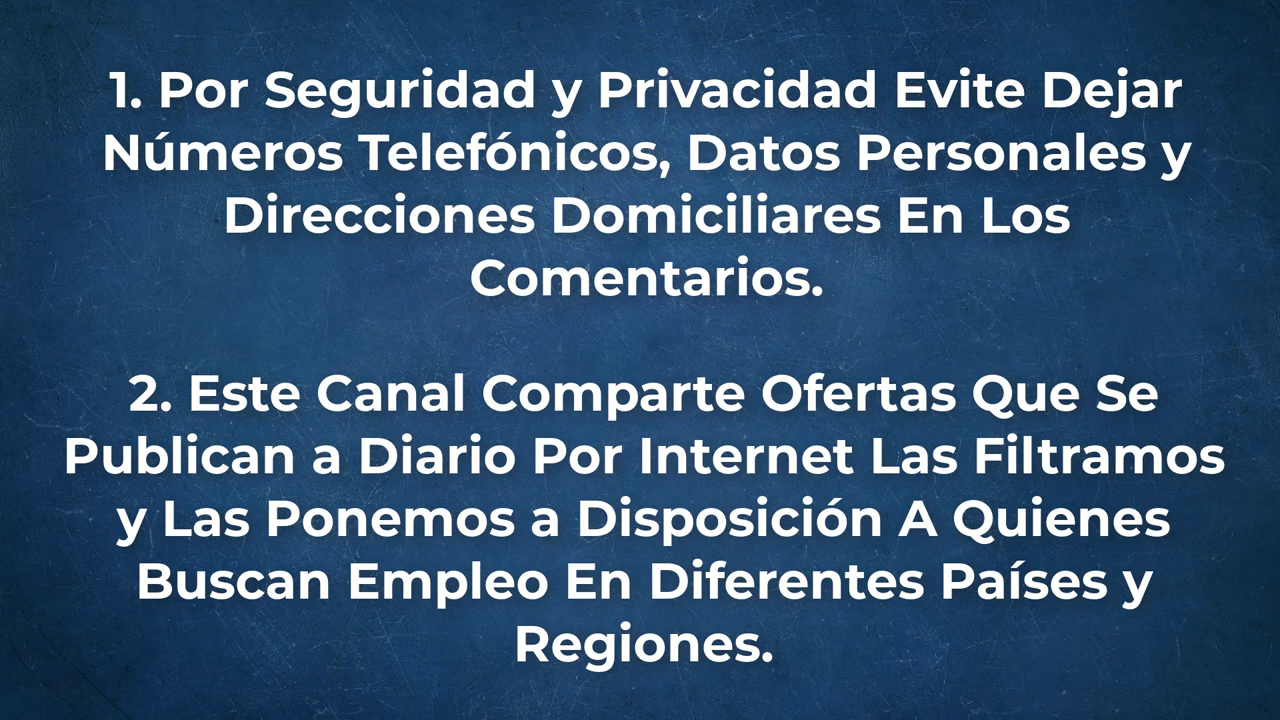 1. Por Seguridad y Privacidad Evite Dejar
Números Telefónicos, Datos Personales y
Direcciones Domiciliares En Los
Comentarios.
2. Este Canal Comparte Ofertas Que Se
Publican a Diario Por Internet Las Filtramos
y Las Ponemos a Disposición A Quienes
Buscan Empleo En Diferentes Países y
Regiones.